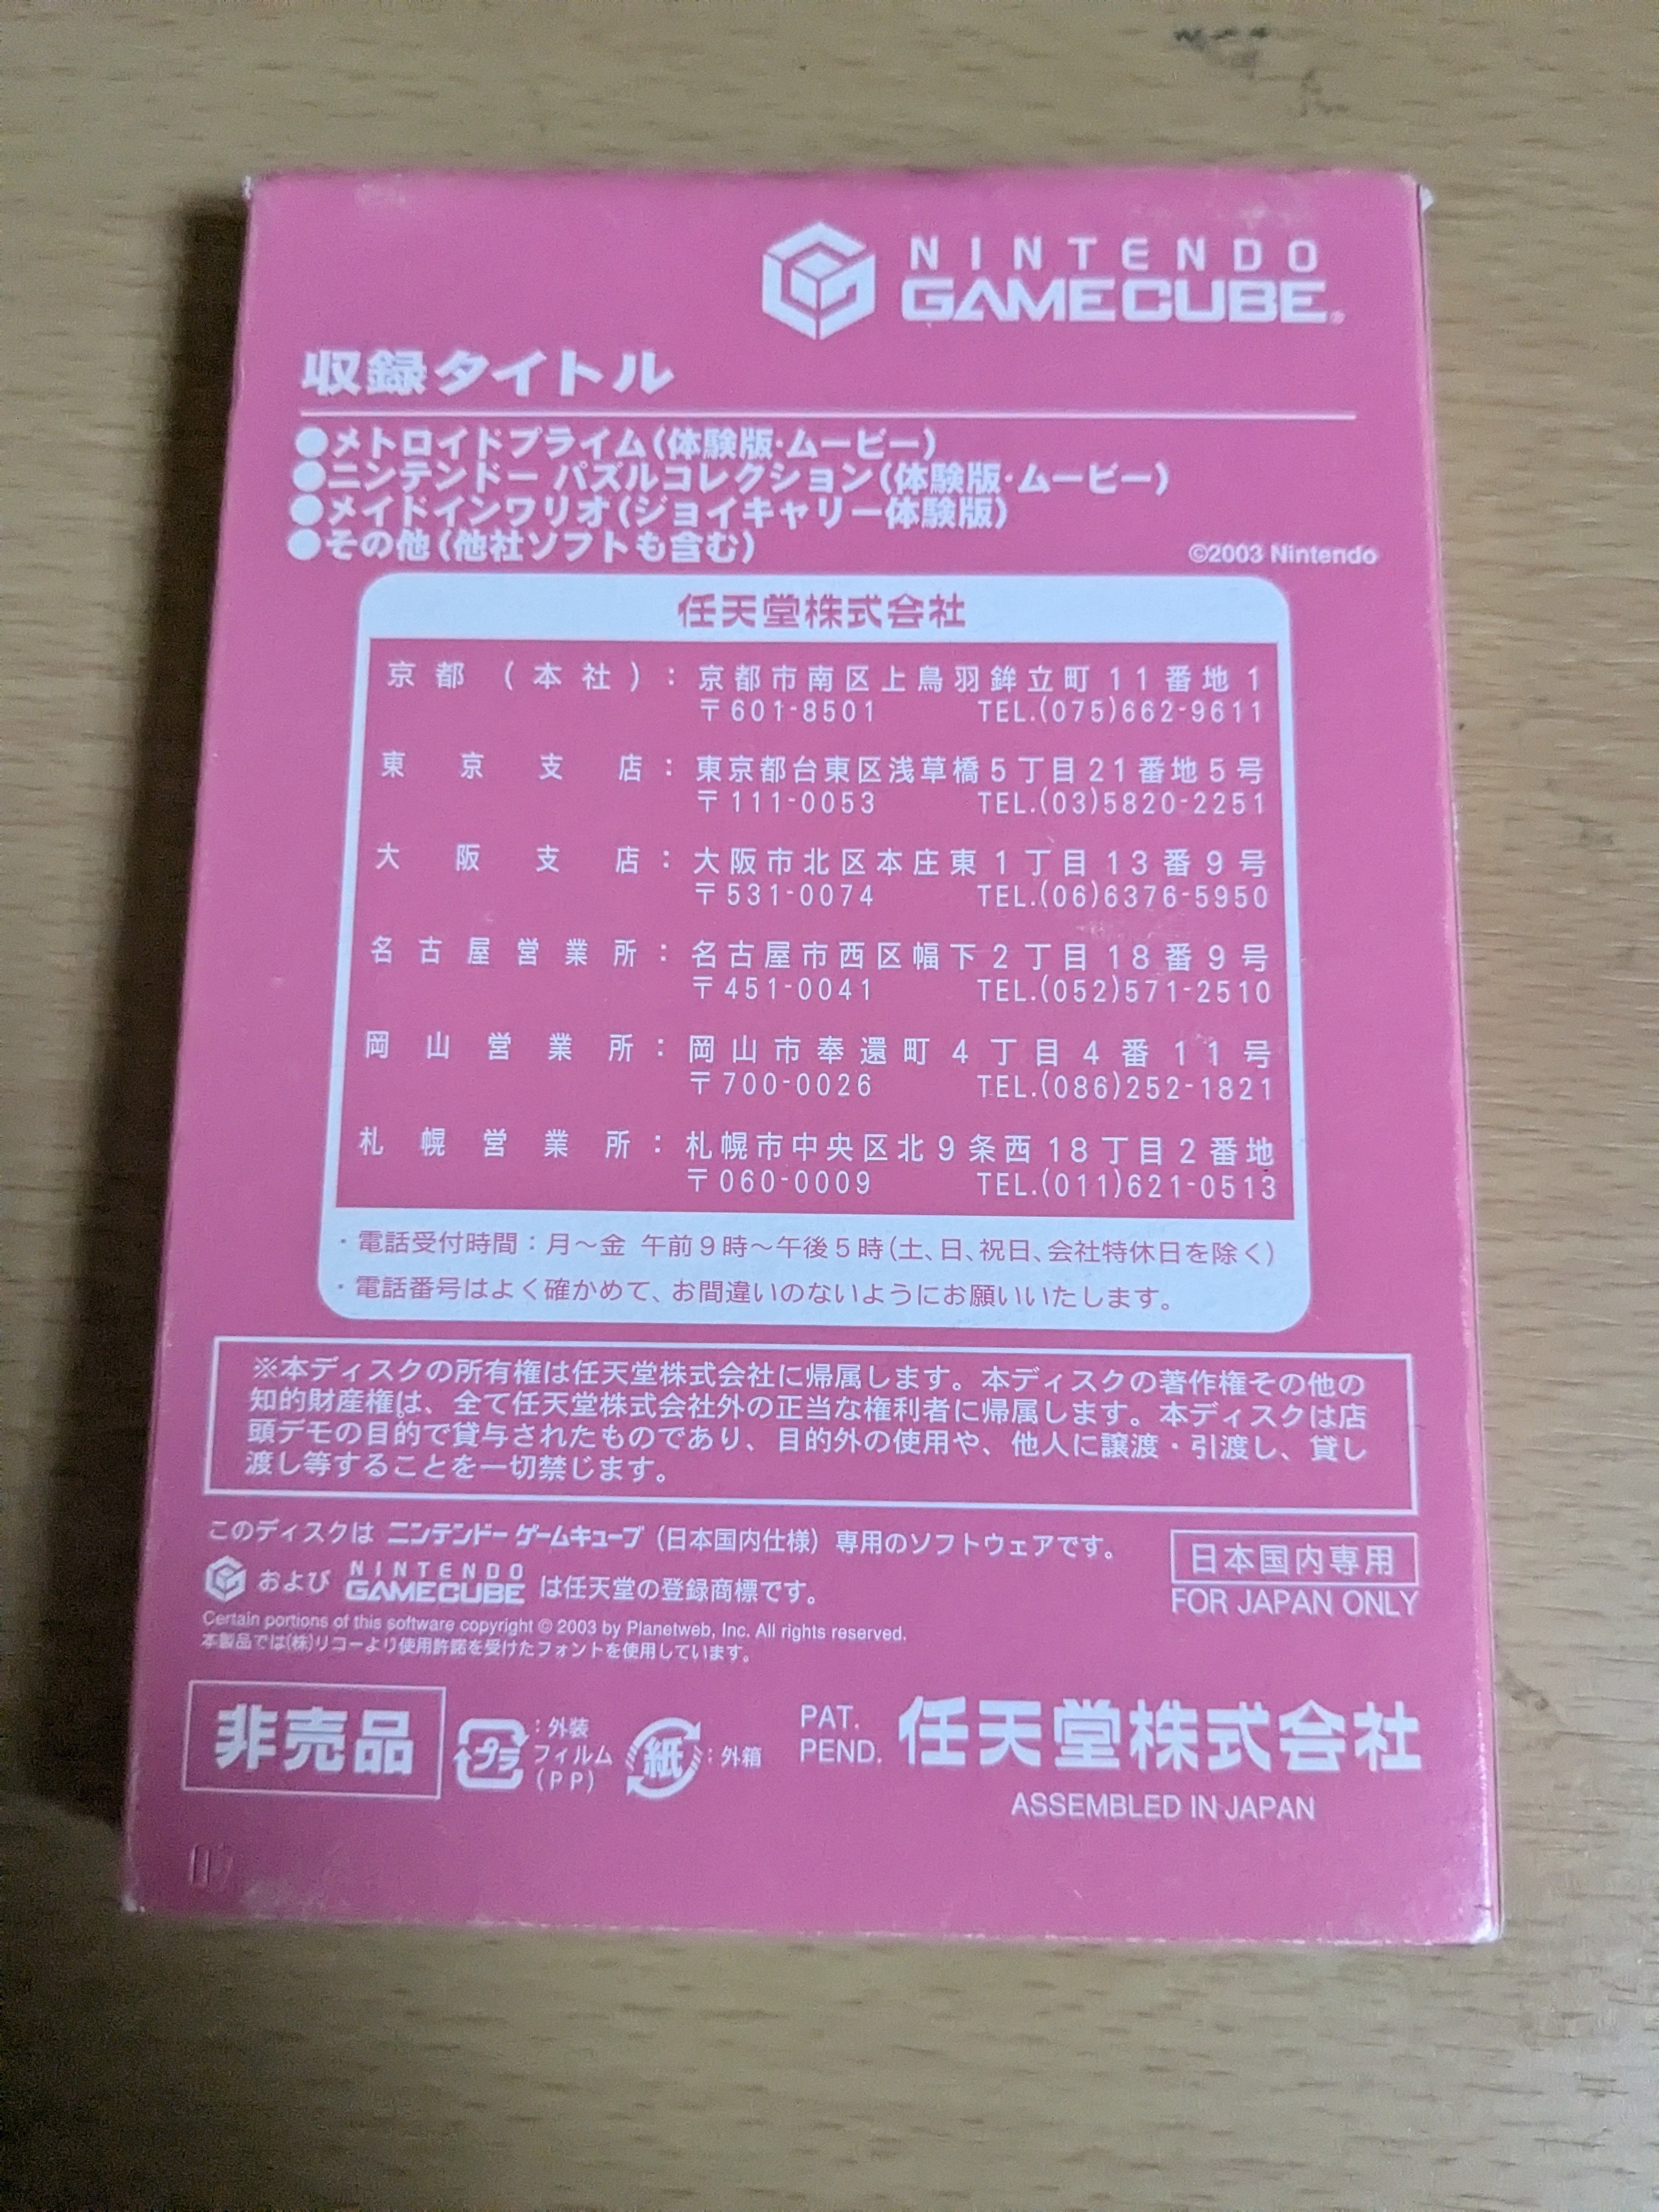 NINTENDO
GAMECUBE®
収録タイトル
●メトロイドプライム(体験版・ムービー)
●ニンテンドー パズルコレクション(体験版・ムービー)
●メイドインワリオ(ジョイキャリー体験版)
●その他(他社ソフトも含む)
©2003 Nintendo
任天堂株式会社
京都(本社):京都市南区上鳥羽鉾立町11番地1
〒601-8501 TEL.(075)662-9611
東京支店:東京都台東区浅草橋5丁目21番地5号
〒111-0053 TEL.(03)5820-2251
大阪支店:大阪市北区本庄東1丁目13番9号
〒531-0074 TEL.(06)6376-5950
名古屋営業所:名古屋市西区幅下2丁目18番9号
〒451-0041 TEL.(052)571-2510
岡山営業所:岡山市奉還町4丁目4番11号
〒700-0026 TEL.(086)252-1821
札幌営業所:札幌市中央区北9条西18丁目2番地
〒060-0009 TEL.(011)621-0513
・電話受付時間:月〜金 午前9時〜午後5時(土、日、祝日、会社特休日を除く)
・電話番号はよく確かめて、お間違いのないようにお願いいたします。
※本ディスクの所有権は任天堂株式会社に帰属します。本ディスクの著作権その他の
知的財産権は、全て任天堂株式会社外の正当な権利者に帰属します。本ディスクは店
頭デモの目的で貸与されたものであり、目的外の使用や、他人に譲渡・引渡し、貸し
渡し等することを一切禁じます。
このディスクは ニンテンドー ゲームキューブ (日本国内仕様) 専用のソフトウェアです。
および NINTENDO GAMECUBE は任天堂の登録商標です。
Certain portions of this software copyright © 2003 by Planetweb, Inc. All rights reserved.
本製品では(株)リコーより使用許諾を受けたフォントを使用しています。
日本国内専用
FOR JAPAN ONLY
非売品
プラ
:外装
フィルム
(PP)
紙
:外箱
PAT.
PEND.
任天堂株式会社
ASSEMBLED IN JAPAN